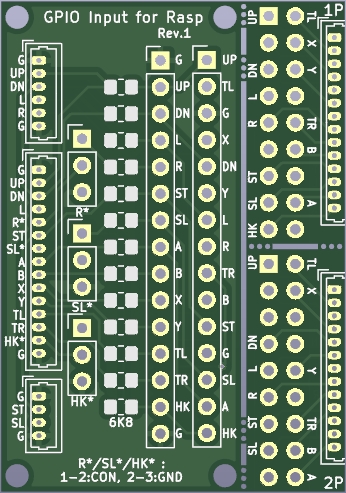 GPIO Input for Rasp
Rev.1
G
UP
DN
L
R
G
G
UP
DN
L
R*
ST
SL*
A
B
X
Y
TL
TR
HK*
G
G
ST
SL
G
R*
SL*
HK*
6K8
G
UP
DN
L
R
ST
SL
A
B
X
Y
TL
TR
HK
G
UP
TL
G
X
DN
Y
L
R
TR
B
ST
G
SL
A
HK
R*/SL*/HK* :
1-2:CON, 2-3:GND
1P
UP
DN
L
R
ST
SL
HK
TL
X
Y
TR
B
A
UP
DN
L
R
ST
SL
TL
X
Y
TR
B
A
2P